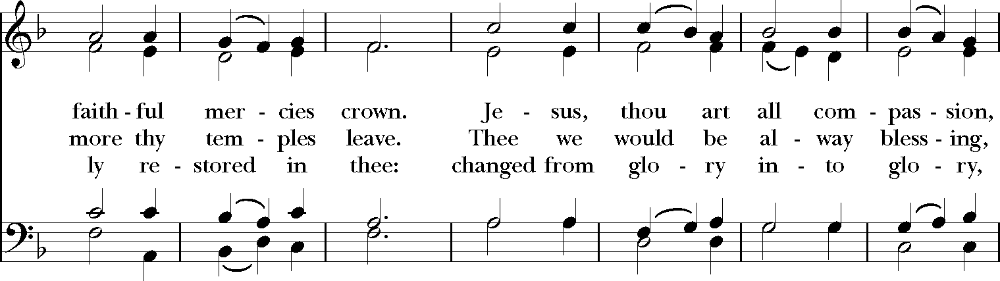 faith - ful mer - cies crown. Je - sus, thou art all com - pas - sion,
more thy tem - ples leave. Thee we would be al - way bless - ing,
ly re - stored in thee: changed from glo - ry in - to glo - ry,